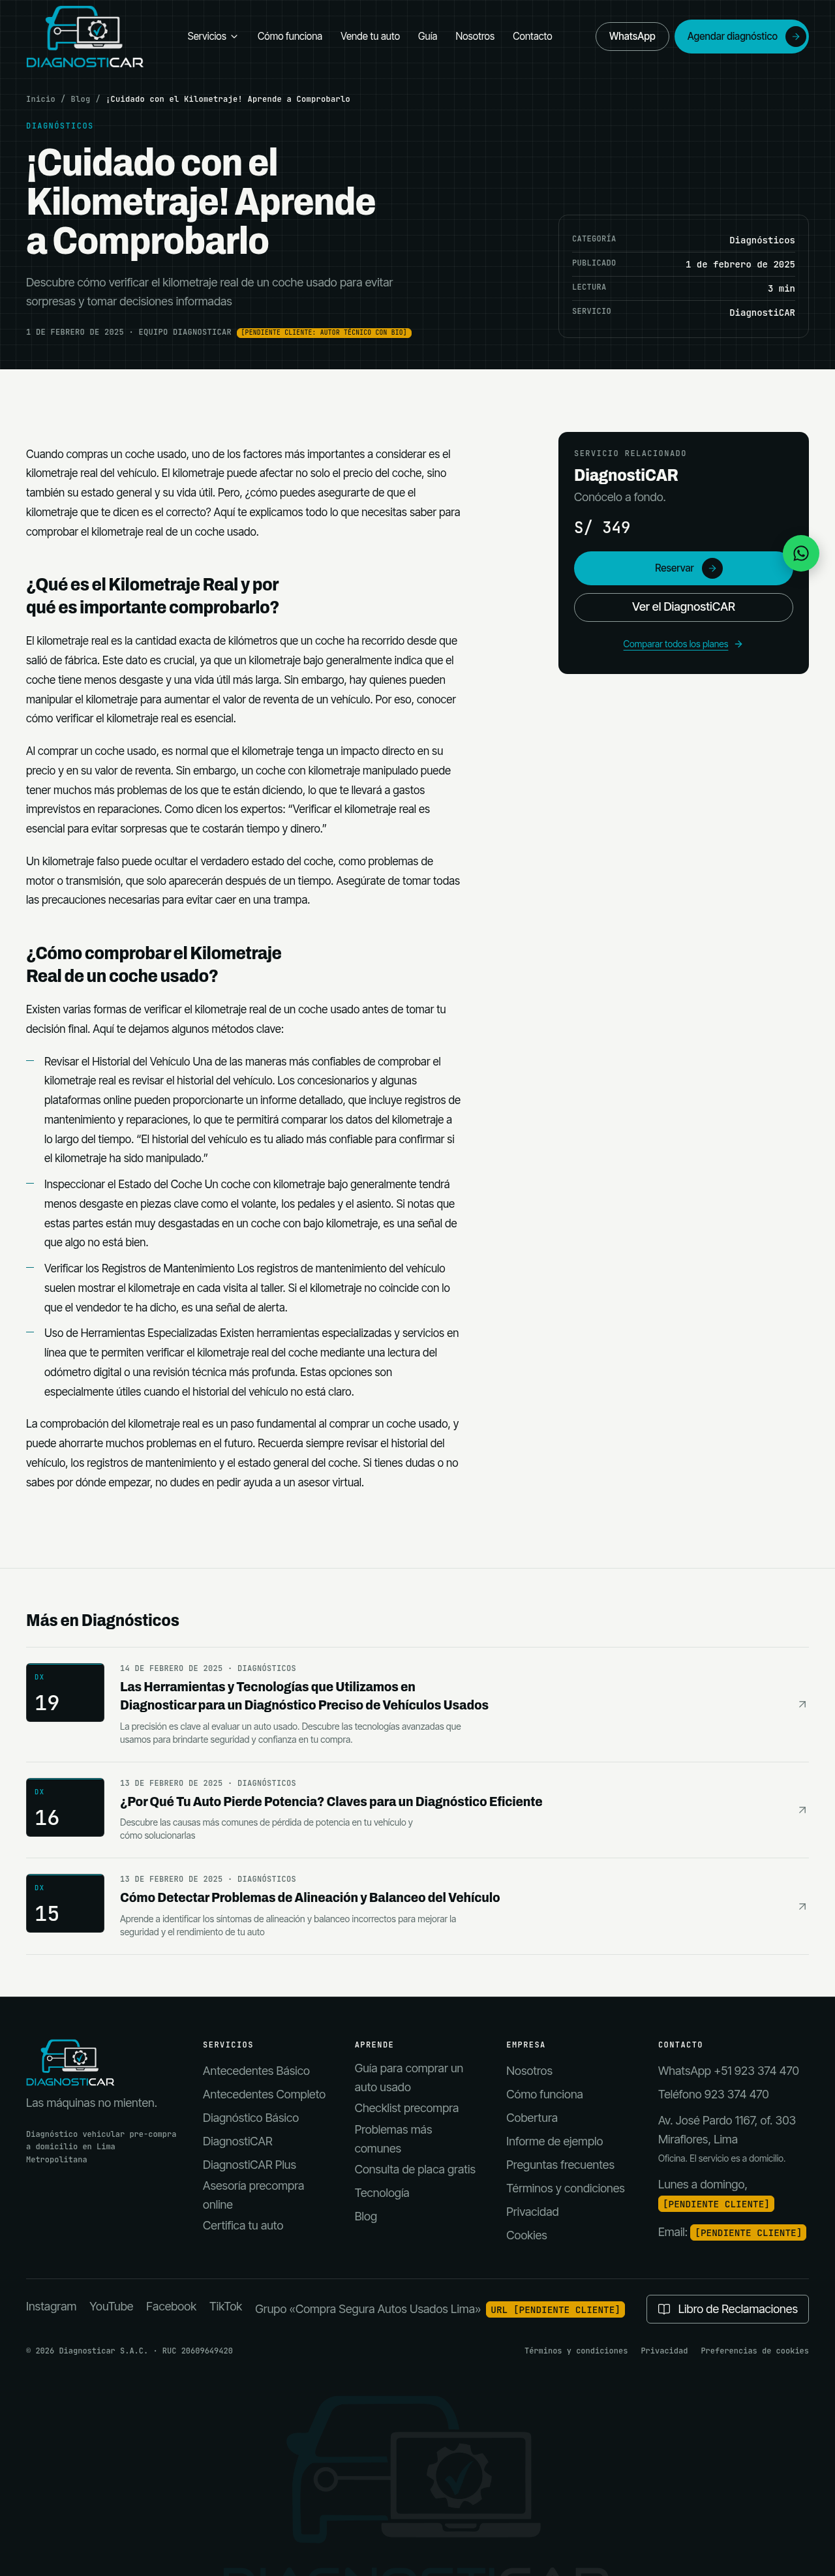 DIAGNOSTICAR
Servicios
Cómo funciona
Vende tu auto
Guía
Nosotros
Contacto
WhatsApp
Agendar diagnóstico
Inicio / Blog / ¡Cuidado con el Kilometraje! Aprende a Comprobarlo
DIAGNÓSTICOS
¡Cuidado con el
Kilometraje! Aprende
a Comprobarlo
Descubre cómo verificar el kilometraje real de un coche usado para evitar
sorpresas y tomar decisiones informadas
1 DE FEBRERO DE 2025 · EQUIPO DIAGNOSTICAR [PENDIENTE CLIENTE: AUTOR TÉCNICO CON BIO]
CATEGORÍA Diagnósticos
PUBLICADO 1 de febrero de 2025
LECTURA 3 min
SERVICIO DiagnostiCAR
Cuando compras un coche usado, uno de los factores más importantes a considerar es el
kilometraje real del vehículo. El kilometraje puede afectar no solo el precio del coche, sino
también su estado general y su vida útil. Pero, ¿cómo puedes asegurarte de que el
kilometraje que te dicen es el correcto? Aquí te explicamos todo lo que necesitas saber para
comprobar el kilometraje real de un coche usado.
¿Qué es el Kilometraje Real y por
qué es importante comprobarlo?
El kilometraje real es la cantidad exacta de kilómetros que un coche ha recorrido desde que
salió de fábrica. Este dato es crucial, ya que un kilometraje bajo generalmente indica que el
coche tiene menos desgaste y una vida útil más larga. Sin embargo, hay quienes pueden
manipular el kilometraje para aumentar el valor de reventa de un vehículo. Por eso, conocer
cómo verificar el kilometraje real es esencial.
Al comprar un coche usado, es normal que el kilometraje tenga un impacto directo en su
precio y en su valor de reventa. Sin embargo, un coche con kilometraje manipulado puede
tener muchos más problemas de los que te están diciendo, lo que te llevará a gastos
imprevistos en reparaciones. Como dicen los expertos: “Verificar el kilometraje real es
esencial para evitar sorpresas que te costarán tiempo y dinero.”
Un kilometraje falso puede ocultar el verdadero estado del coche, como problemas de
motor o transmisión, que solo aparecerán después de un tiempo. Asegúrate de tomar todas
las precauciones necesarias para evitar caer en una trampa.
¿Cómo comprobar el Kilometraje
Real de un coche usado?
Existen varias formas de verificar el kilometraje real de un coche usado antes de tomar tu
decisión final. Aquí te dejamos algunos métodos clave:
— Revisar el Historial del Vehículo Una de las maneras más confiables de comprobar el
kilometraje real es revisar el historial del vehículo. Los concesionarios y algunas
plataformas online pueden proporcionarte un informe detallado, que incluye registros de
mantenimiento y reparaciones, lo que te permitirá comparar los datos del kilometraje a
lo largo del tiempo. “El historial del vehículo es tu aliado más confiable para confirmar si
el kilometraje ha sido manipulado.”
— Inspeccionar el Estado del Coche Un coche con kilometraje bajo generalmente tendrá
menos desgaste en piezas clave como el volante, los pedales y el asiento. Si notas que
estas partes están muy desgastadas en un coche con bajo kilometraje, es una señal de
que algo no está bien.
— Verificar los Registros de Mantenimiento Los registros de mantenimiento del vehículo
suelen mostrar el kilometraje en cada visita al taller. Si el kilometraje no coincide con lo
que el vendedor te ha dicho, es una señal de alerta.
— Uso de Herramientas Especializadas Existen herramientas especializadas y servicios en
línea que te permiten verificar el kilometraje real del coche mediante una lectura del
odómetro digital o una revisión técnica más profunda. Estas opciones son
especialmente útiles cuando el historial del vehículo no está claro.
La comprobación del kilometraje real es un paso fundamental al comprar un coche usado, y
puede ahorrarte muchos problemas en el futuro. Recuerda siempre revisar el historial del
vehículo, los registros de mantenimiento y el estado general del coche. Si tienes dudas o no
sabes por dónde empezar, no dudes en pedir ayuda a un asesor virtual.
SERVICIO RELACIONADO
DiagnostiCAR
Conócelo a fondo.
S/ 349
Reservar
Ver el DiagnostiCAR
Comparar todos los planes
Más en Diagnósticos
DX
19
14 DE FEBRERO DE 2025 · DIAGNÓSTICOS
Las Herramientas y Tecnologías que Utilizamos en
Diagnosticar para un Diagnóstico Preciso de Vehículos Usados
La precisión es clave al evaluar un auto usado. Descubre las tecnologías avanzadas que
usamos para brindarte seguridad y confianza en tu compra.
DX
16
13 DE FEBRERO DE 2025 · DIAGNÓSTICOS
¿Por Qué Tu Auto Pierde Potencia? Claves para un Diagnóstico Eficiente
Descubre las causas más comunes de pérdida de potencia en tu vehículo y
cómo solucionarlas
DX
15
13 DE FEBRERO DE 2025 · DIAGNÓSTICOS
Cómo Detectar Problemas de Alineación y Balanceo del Vehículo
Aprende a identificar los síntomas de alineación y balanceo incorrectos para mejorar la
seguridad y el rendimiento de tu auto
DIAGNOSTICAR
Las máquinas no mienten.
Diagnóstico vehicular pre-compra
a domicilio en Lima
Metropolitana
SERVICIOS
Antecedentes Básico
Antecedentes Completo
Diagnóstico Básico
DiagnostiCAR
DiagnostiCAR Plus
Asesoría precompra
online
Certifica tu auto
APRENDE
Guía para comprar un
auto usado
Checklist precompra
Problemas más
comunes
Consulta de placa gratis
Tecnología
Blog
EMPRESA
Nosotros
Cómo funciona
Cobertura
Informe de ejemplo
Preguntas frecuentes
Términos y condiciones
Privacidad
Cookies
CONTACTO
WhatsApp +51 923 374 470
Teléfono 923 374 470
Av. José Pardo 1167, of. 303
Miraflores, Lima
Oficina. El servicio es a domicilio.
Lunes a domingo,
[PENDIENTE CLIENTE]
Email: [PENDIENTE CLIENTE]
Instagram
YouTube
Facebook
TikTok
Grupo «Compra Segura Autos Usados Lima» URL [PENDIENTE CLIENTE]
Libro de Reclamaciones
© 2026 Diagnosticar S.A.C. · RUC 20609649420
Términos y condiciones
Privacidad
Preferencias de cookies
DIAGNOSTICAR